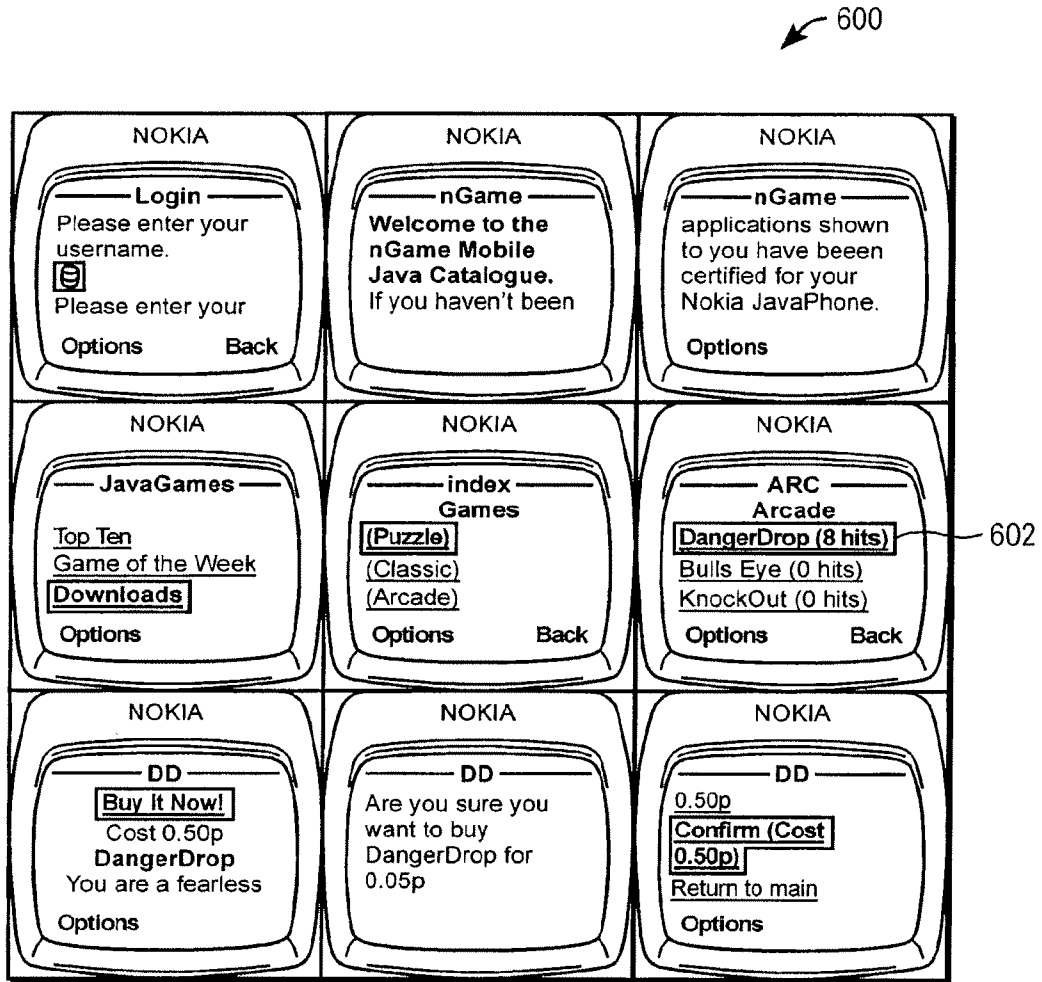 600
NOKIA
Login
Please enter your
username.
Please enter your
Options Back
NOKIA
nGame
Welcome to the
nGame Mobile
Java Catalogue.
If you haven't been
NOKIA
nGame
applications shown
to you have beeen
certified for your
Nokia JavaPhone.
Options
NOKIA
JavaGames
Top Ten
Game of the Week
Downloads
Options
NOKIA
index
Games
(Puzzle)
(Classic)
(Arcade)
Options Back
NOKIA
ARC
Arcade
DangerDrop (8 hits)
Bulls Eye (0 hits)
KnockOut (0 hits)
Options Back
602
NOKIA
DD
Buy It Now!
Cost 0.50p
DangerDrop
You are a fearless
Options
NOKIA
DD
Are you sure you
want to buy
DangerDrop for
0.05p
NOKIA
DD
0.50p
Confirm (Cost
0.50p)
Return to main
Options